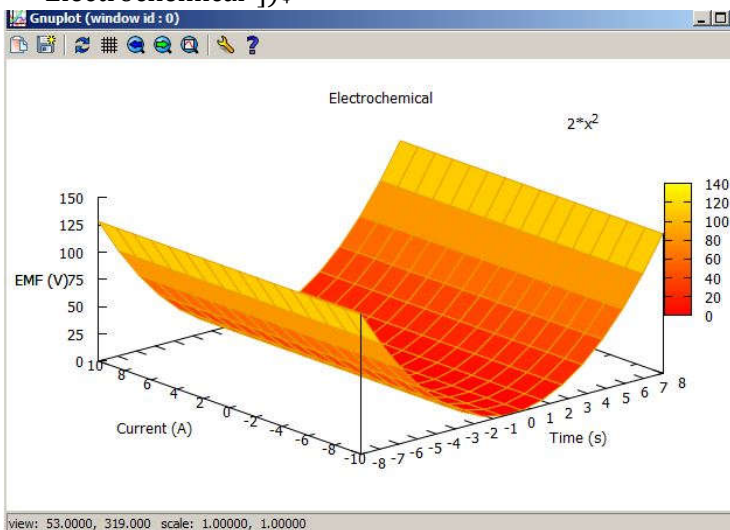 Electrochemical"])$
Gnuplot (window id : 0)
Electrochemical
2*x2
150
125
100
EMF (V)75
50
25
0
140
120
100
80
60
40
20
0
10
8
6
4
2
0
-2
-4
-6
-8
-10
Current (A)
-8 -7 -6 -5 -4 -3 -2 -1 0 1 2 3 4 5 6 7 8
Time (s)
view: 53.0000, 319.000 scale: 1.00000, 1.00000